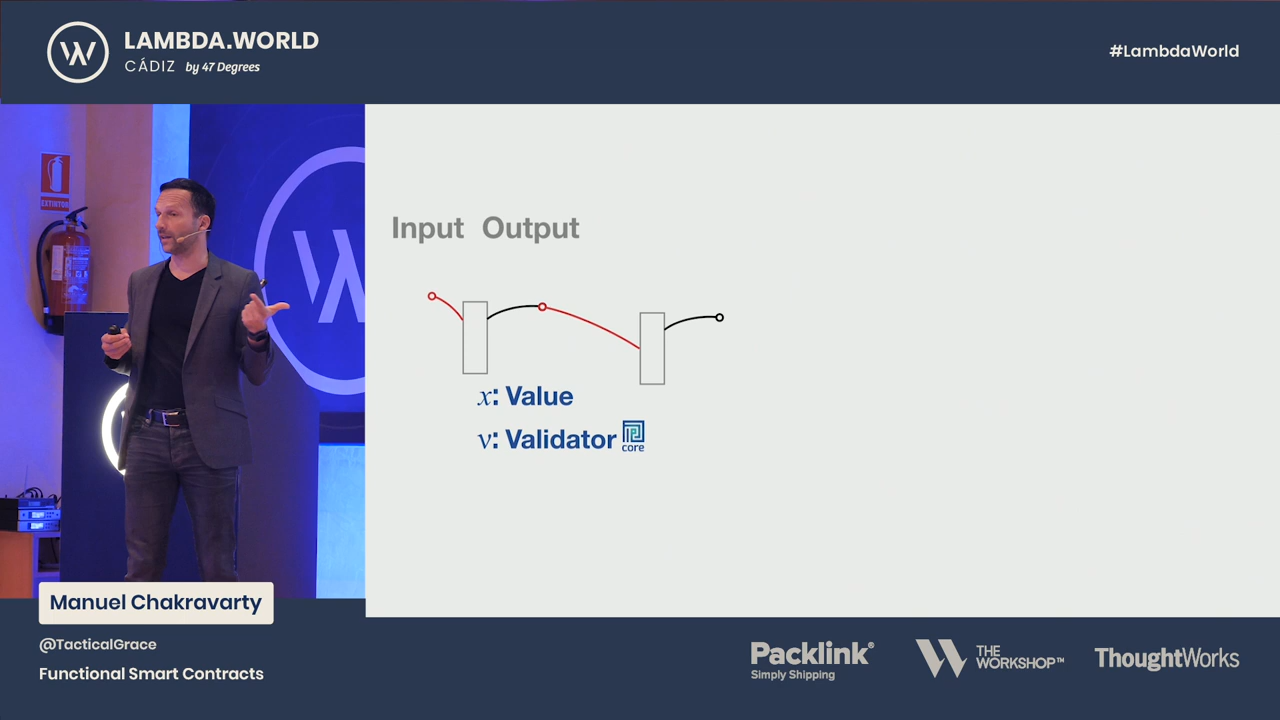 LAMBDA.WORLD
CÁDIZ by 47 Degrees
#LambdaWorld
EXTINTOR
Input Output
x: Value
ν: Validator
core
Manuel Chakravarty
@TacticalGrace
Functional Smart Contracts
Packlink®
Simply Shipping
THE
WORKSHOP™
ThoughtWorks